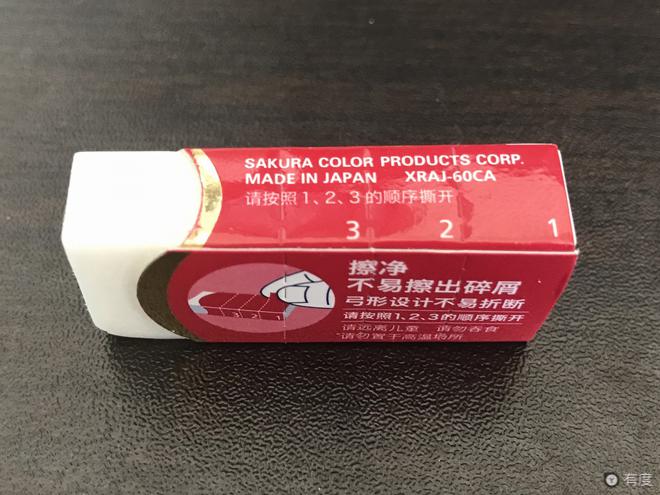 SAKURA COLOR PRODUCTS CORP.
MADE IN JAPAN XRAJ-60CA
请按照1、2、3的顺序撕开
3 2 1
擦净
不易擦出碎屑
弓形设计不易折断
3 2 1
请按照1、2、3的顺序撕开
请远离儿童 请勿吞食
请勿置于高温场所
有度